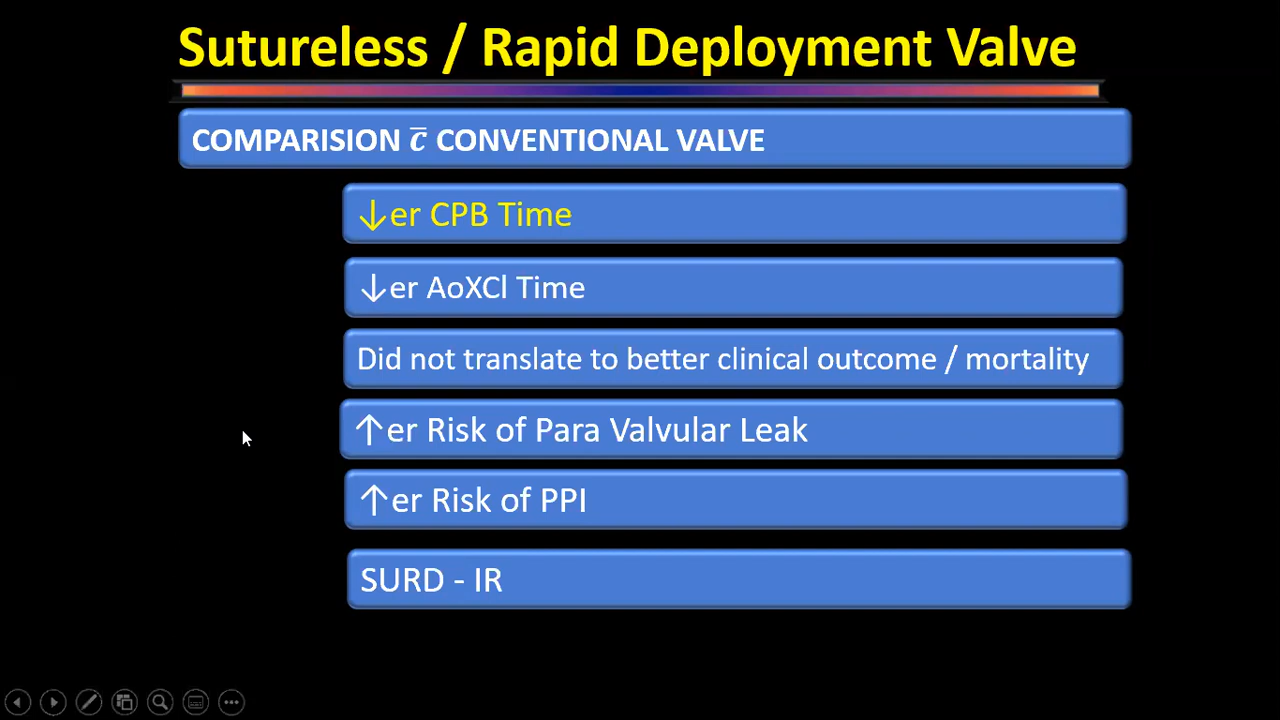 Sutureless / Rapid Deployment Valve
COMPARISION c̅ CONVENTIONAL VALVE
↓er CPB Time
↓er AoXCl Time
Did not translate to better clinical outcome / mortality
↑er Risk of Para Valvular Leak
↑er Risk of PPI
SURD - IR